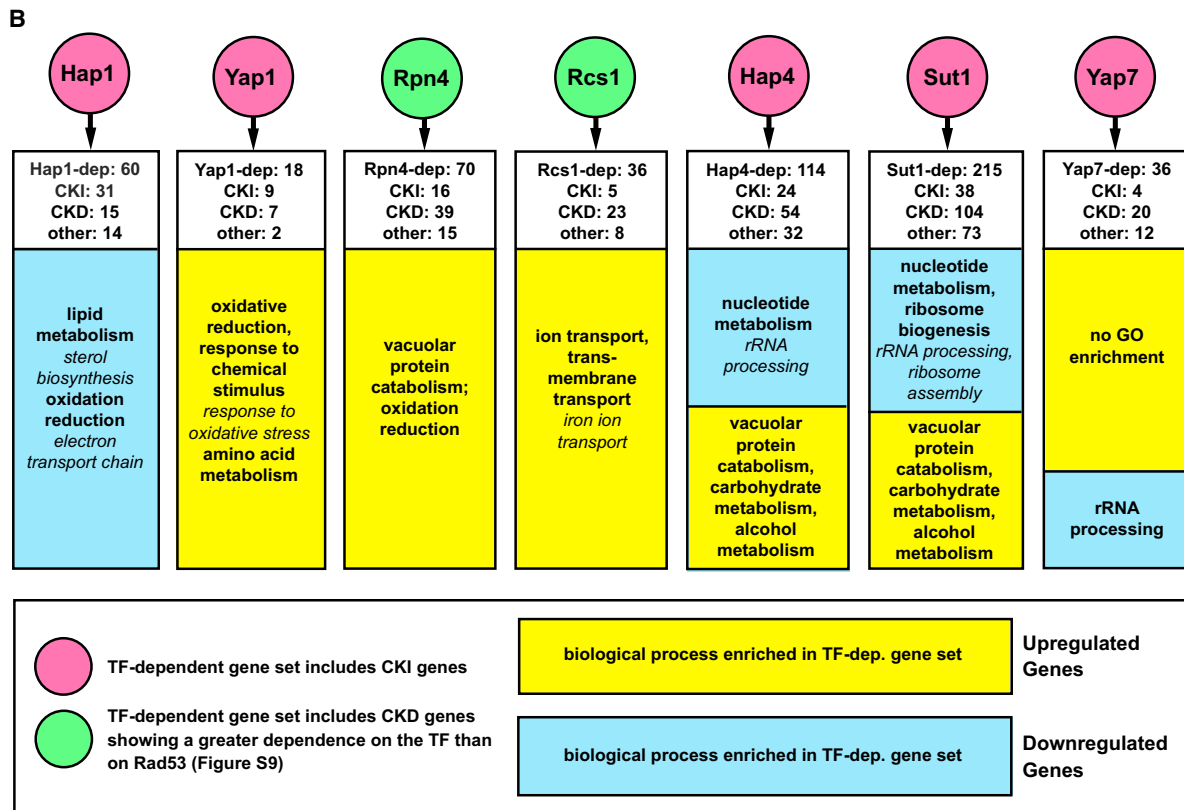 B
Hap1
Yap1
Rpn4
Rcs1
Hap4
Sut1
Yap7
Hap1-dep: 60
CKI: 31
CKD: 15
other: 14
Yap1-dep: 18
CKI: 9
CKD: 7
other: 2
Rpn4-dep: 70
CKI: 16
CKD: 39
other: 15
Rcs1-dep: 36
CKI: 5
CKD: 23
other: 8
Hap4-dep: 114
CKI: 24
CKD: 54
other: 32
Sut1-dep: 215
CKI: 38
CKD: 104
other: 73
Yap7-dep: 36
CKI: 4
CKD: 20
other: 12
lipid
metabolism
sterol
biosynthesis
oxidation
reduction
electron
transport chain
oxidative
reduction,
response to
chemical
stimulus
response to
oxidative stress
amino acid
metabolism
vacuolar
protein
catabolism;
oxidation
reduction
ion transport,
trans-
membrane
transport
iron ion
transport
nucleotide
metabolism
rRNA
processing
vacuolar
protein
catabolism,
carbohydrate
metabolism,
alcohol
metabolism
nucleotide
metabolism,
ribosome
biogenesis
rRNA processing,
ribosome
assembly
vacuolar
protein
catabolism,
carbohydrate
metabolism,
alcohol
metabolism
no GO
enrichment
rRNA
processing
TF-dependent gene set includes CKI genes
TF-dependent gene set includes CKD genes
showing a greater dependence on the TF than
on Rad53 (Figure S9)
biological process enriched in TF-dep. gene set
Upregulated
Genes
biological process enriched in TF-dep. gene set
Downregulated
Genes